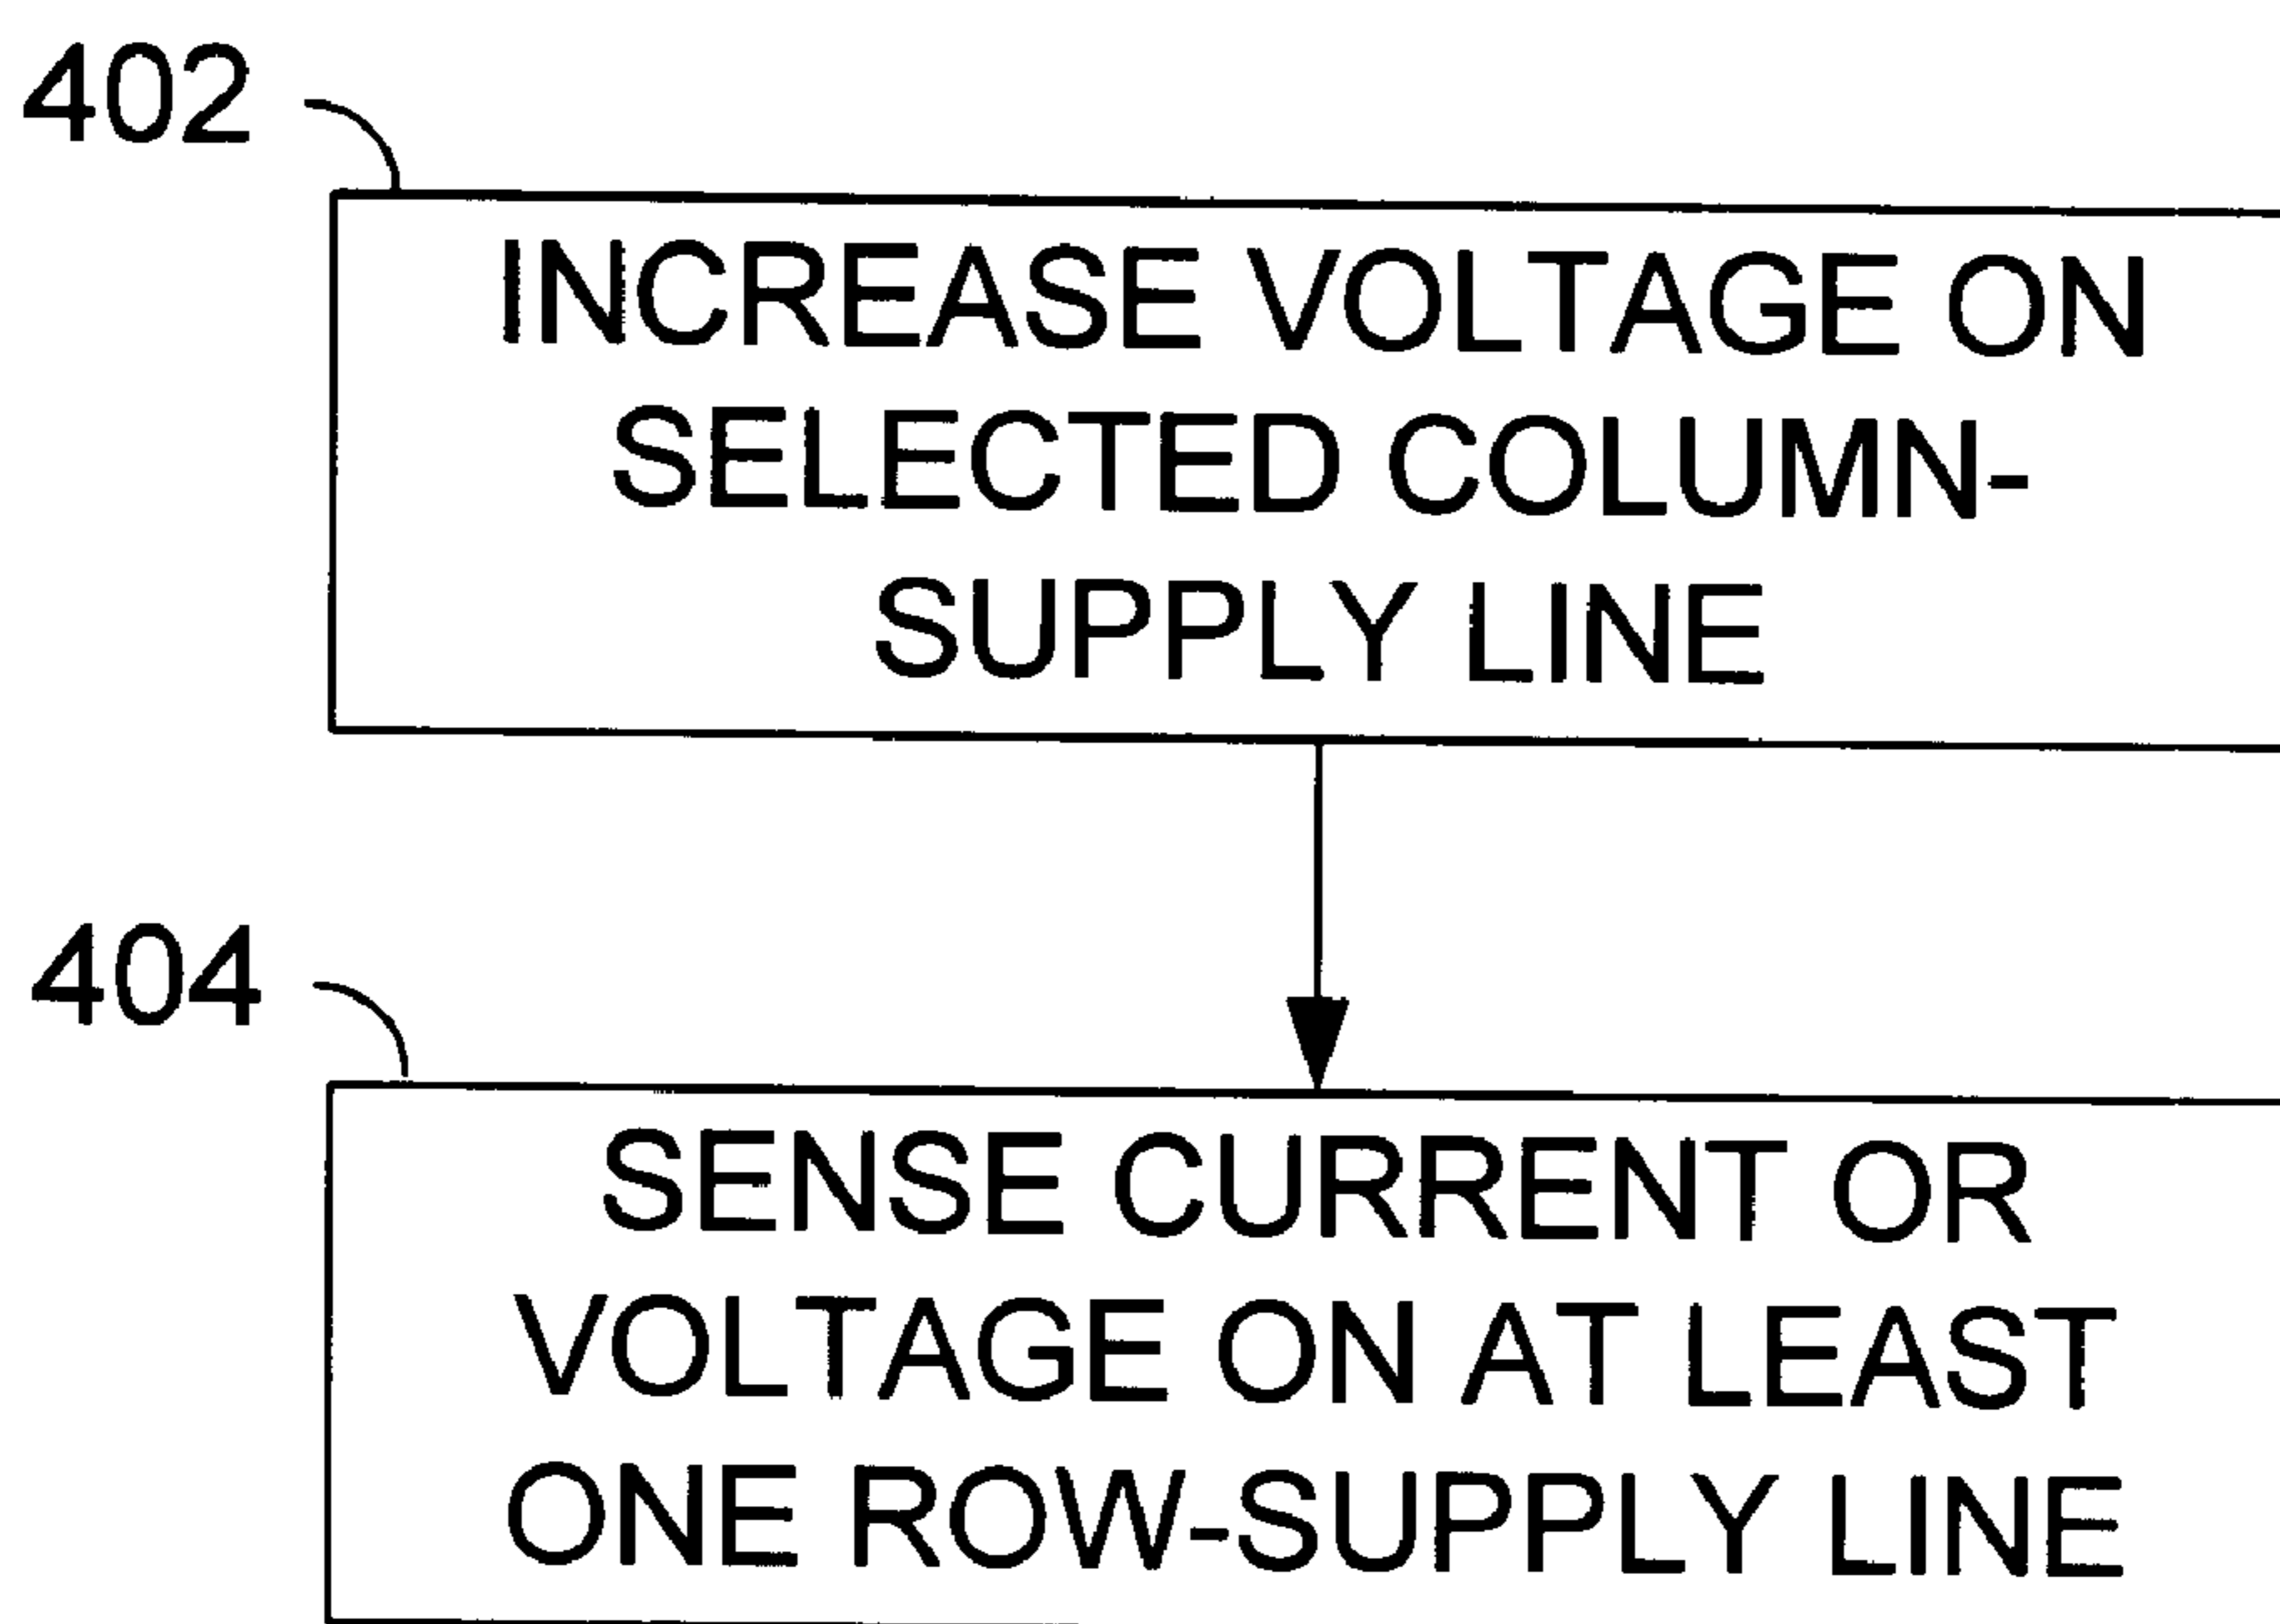 402
INCREASE VOLTAGE ON
SELECTED COLUMN-
SUPPLY LINE
404
SENSE CURRENT OR
VOLTAGE ON AT LEAST
ONE ROW-SUPPLY LINE